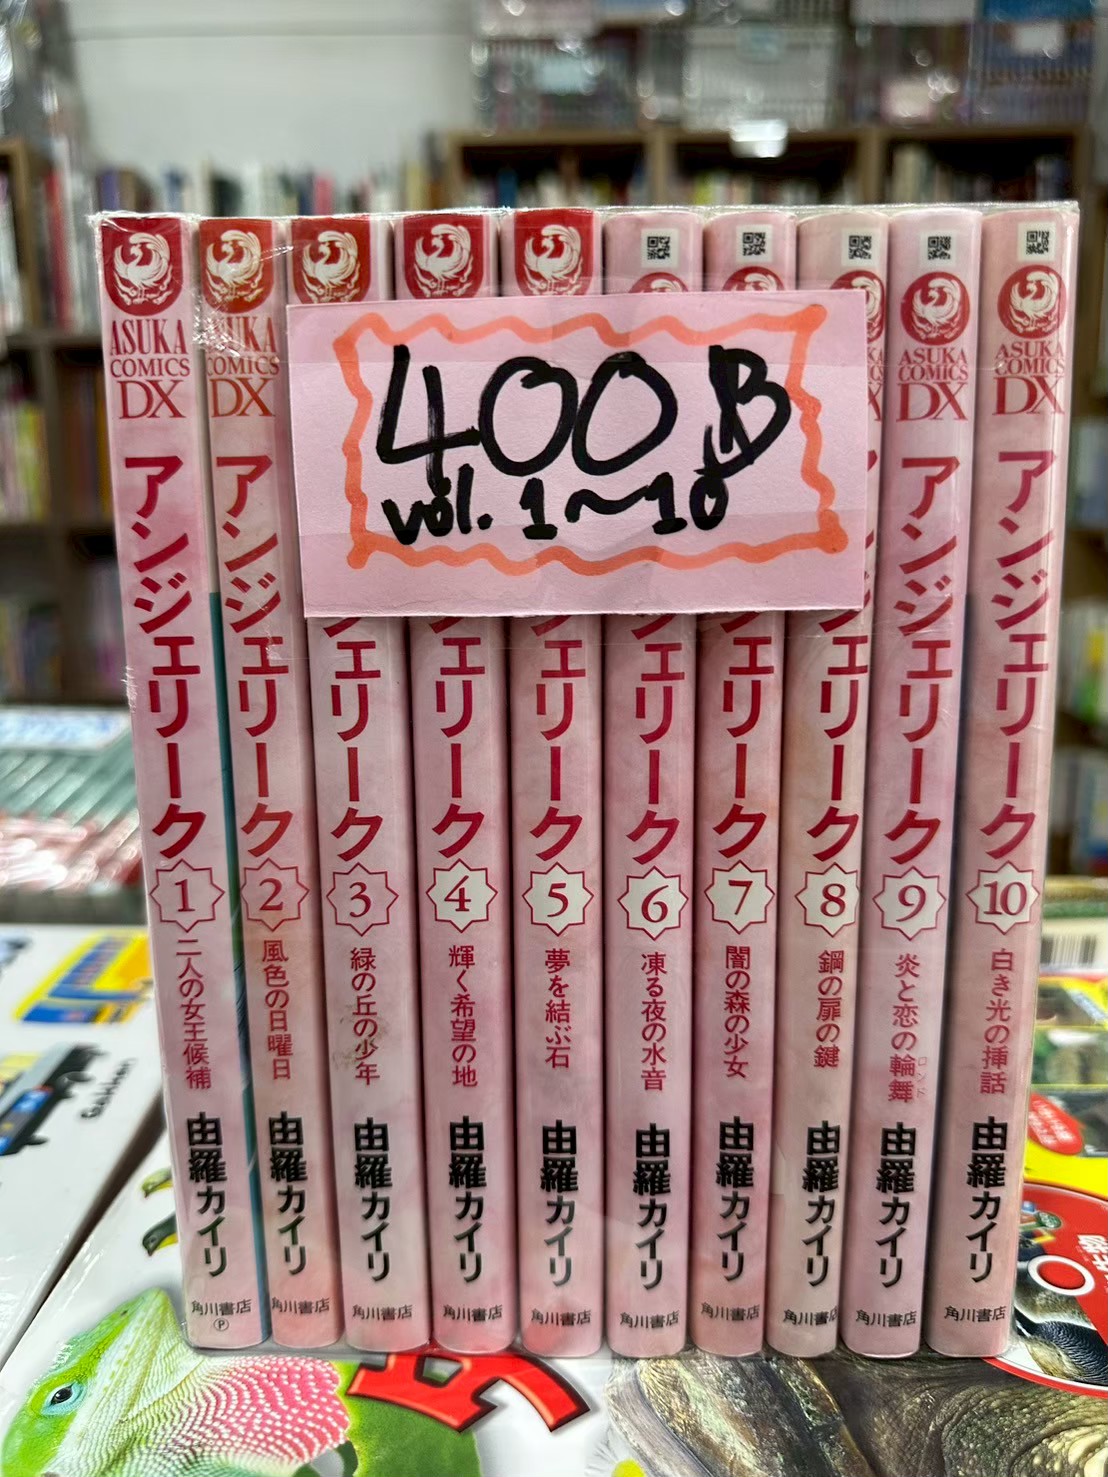 400 B
vol. 1〜10
ASUKA
COMICS
DX
アンジェリーク
1
二人の女王候補
由羅カイリ
角川書店
P
ASUKA
COMICS
DX
アンジェリーク
2
風色の日曜日
由羅カイリ
角川書店
ジェリーク
3
緑の丘の少年
由羅カイリ
角川書店
ェリーク
4
輝く希望の地
由羅カイリ
角川書店
ジェリーク
5
夢を結ぶ石
由羅カイリ
角川書店
ジェリーク
6
凍る夜の水音
由羅カイリ
角川書店
ジェリーク
7
闇の森の少女
由羅カイリ
角川書店
ェリーク
8
鋼の扉の鍵
由羅カイリ
角川書店
ASUKA
COMICS
DX
アンジェリーク
9
炎と恋の輪舞
ロンド
由羅カイリ
角川書店
ASUKA
COMICS
DX
アンジェリーク
10
白き光の挿話
由羅カイリ
角川書店
Gakken